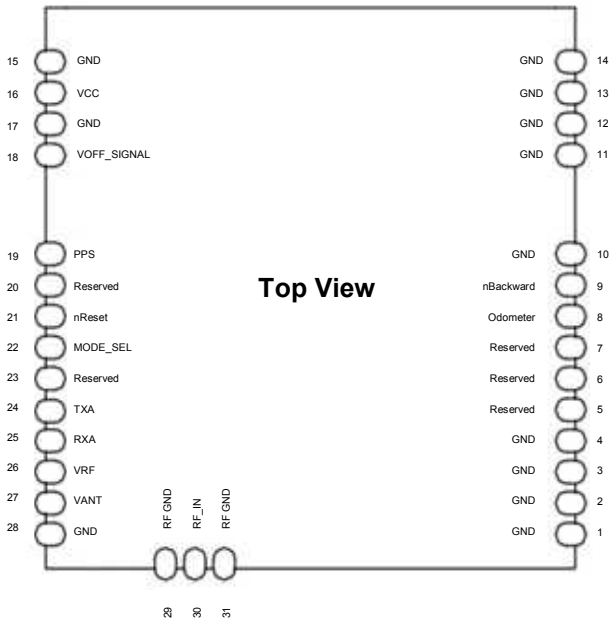 15 GND GND 14
16 VCC GND 13
17 GND GND 12
18 VOFF_SIGNAL GND 11
19 PPS GND 10
20 Reserved nBackward 9
Top View
21 nReset Odometer 8
22 MODE_SEL Reserved 7
23 Reserved Reserved 6
24 TXA Reserved 5
25 RXA GND 4
26 VRF GND 3
27 VANT GND 2
28 GND GND 1
RF GND
RF_IN
RF GND
29
30
31